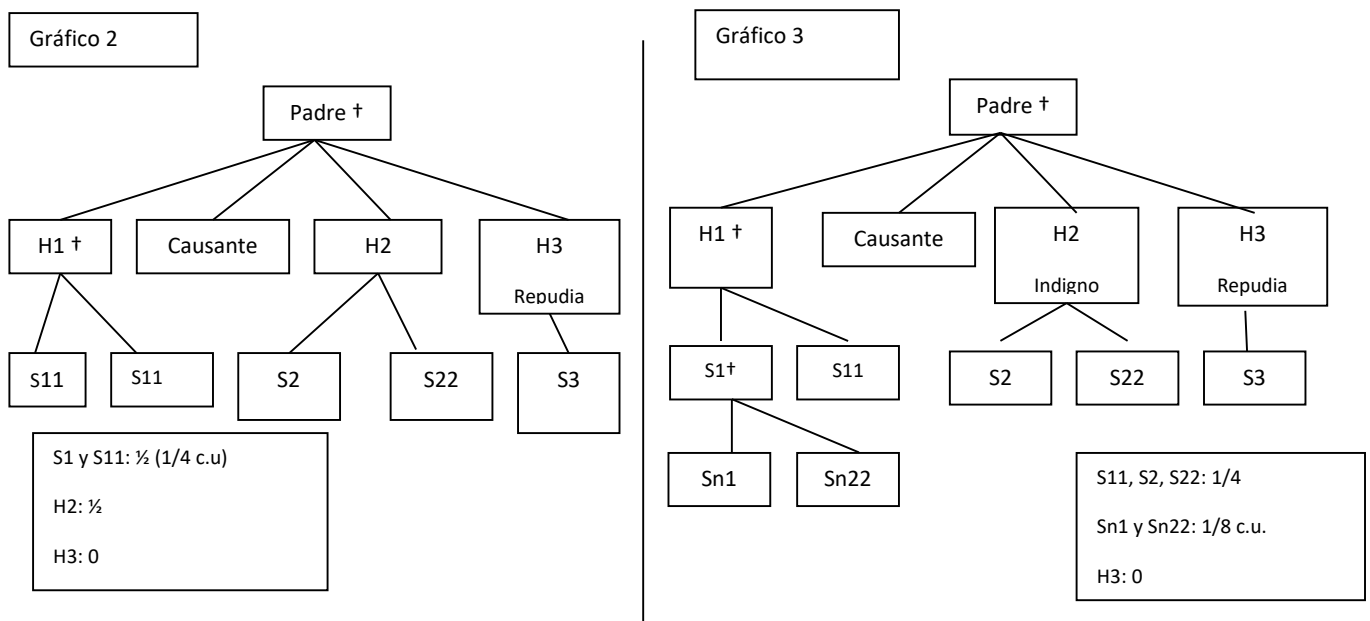 Gráfico 2
Padre †
H1 †
Causante
H2
H3
Repudia
S11
S11
S2
S22
S3
S1 y S11: ½ (1/4 c.u)
H2: ½
H3: 0
Gráfico 3
Padre †
H1 †
Causante
H2
Indigno
H3
Repudia
S1†
S11
S2
S22
S3
Sn1
Sn22
S11, S2, S22: 1/4
Sn1 y Sn22: 1/8 c.u.
H3: 0